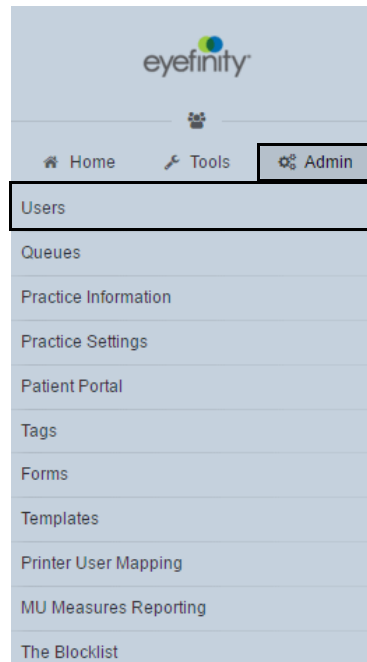 eyefinity
Home Tools Admin
Users
Queues
Practice Information
Practice Settings
Patient Portal
Tags
Forms
Templates
Printer User Mapping
MU Measures Reporting
The Blocklist